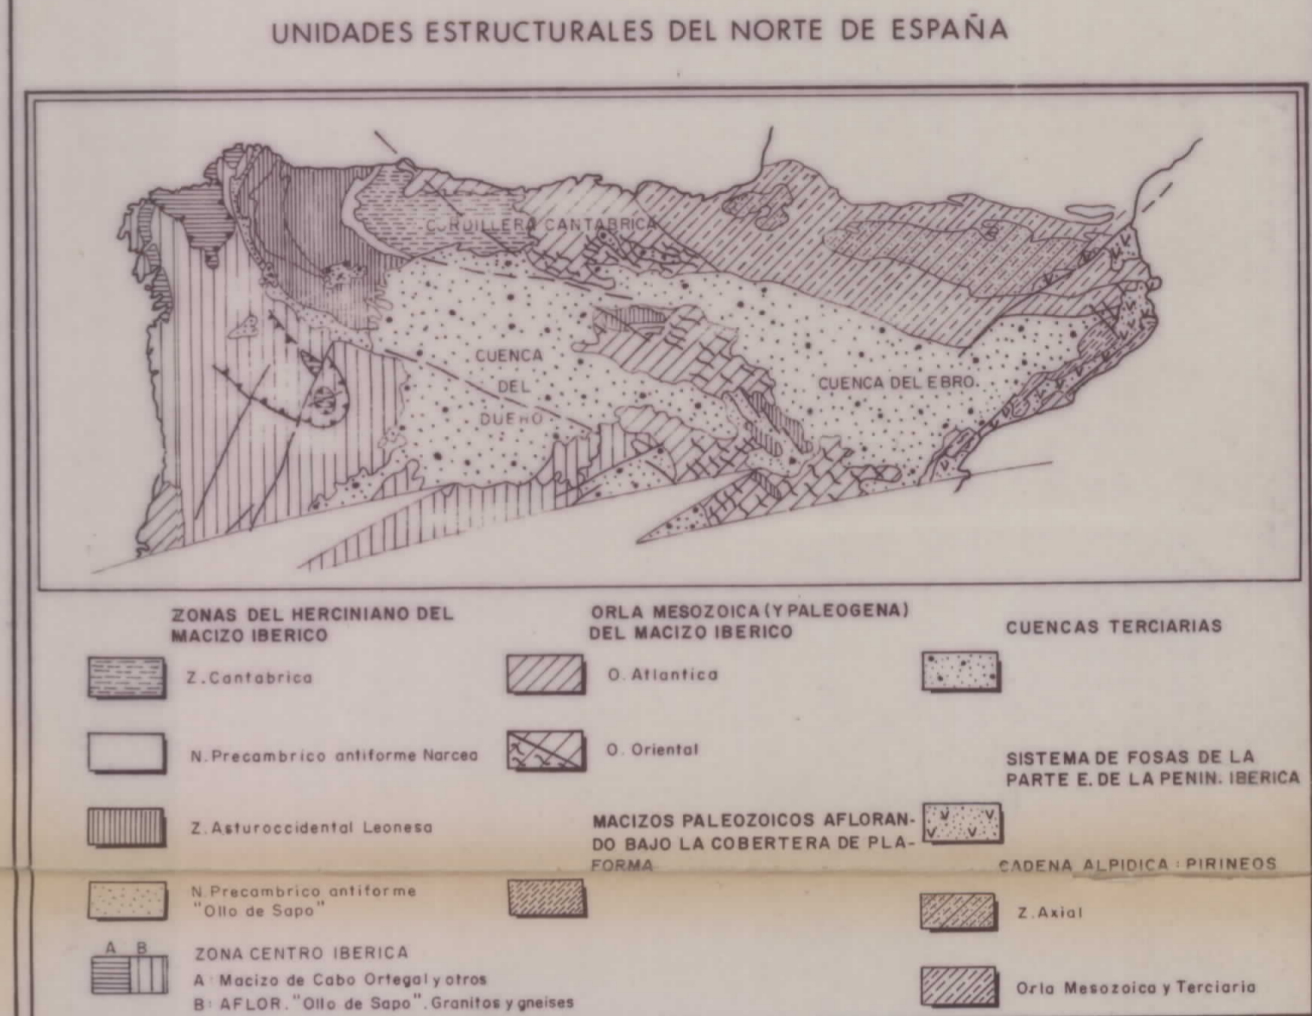 UNIDADES ESTRUCTURALES DEL NORTE DE ESPAÑA
CORDILLERA CANTABRICA
CUENCA
DEL
DUERO
CUENCA DEL EBRO.
ZONAS DEL HERCINIANO DEL
MACIZO IBERICO
Z. Cantabrica
N. Precambrico antiforme Narcea
Z. Asturoccidental Leonesa
N. Precambrico antiforme
"Ollo de Sapo"
A B
ZONA CENTRO IBERICA
A: Macizo de Cabo Ortegal y otros
B: AFLOR. "Ollo de Sapo". Granitos y gneises
ORLA MESOZOICA (Y PALEOGENA)
DEL MACIZO IBERICO
O. Atlantica
O. Oriental
MACIZOS PALEOZOICOS AFLORAN-
DO BAJO LA COBERTERA DE PLA-
FORMA
CUENCAS TERCIARIAS
SISTEMA DE FOSAS DE LA
PARTE E. DE LA PENIN. IBERICA
CADENA ALPIDICA : PIRINEOS
Z. Axial
Orla Mesozoica y Terciaria